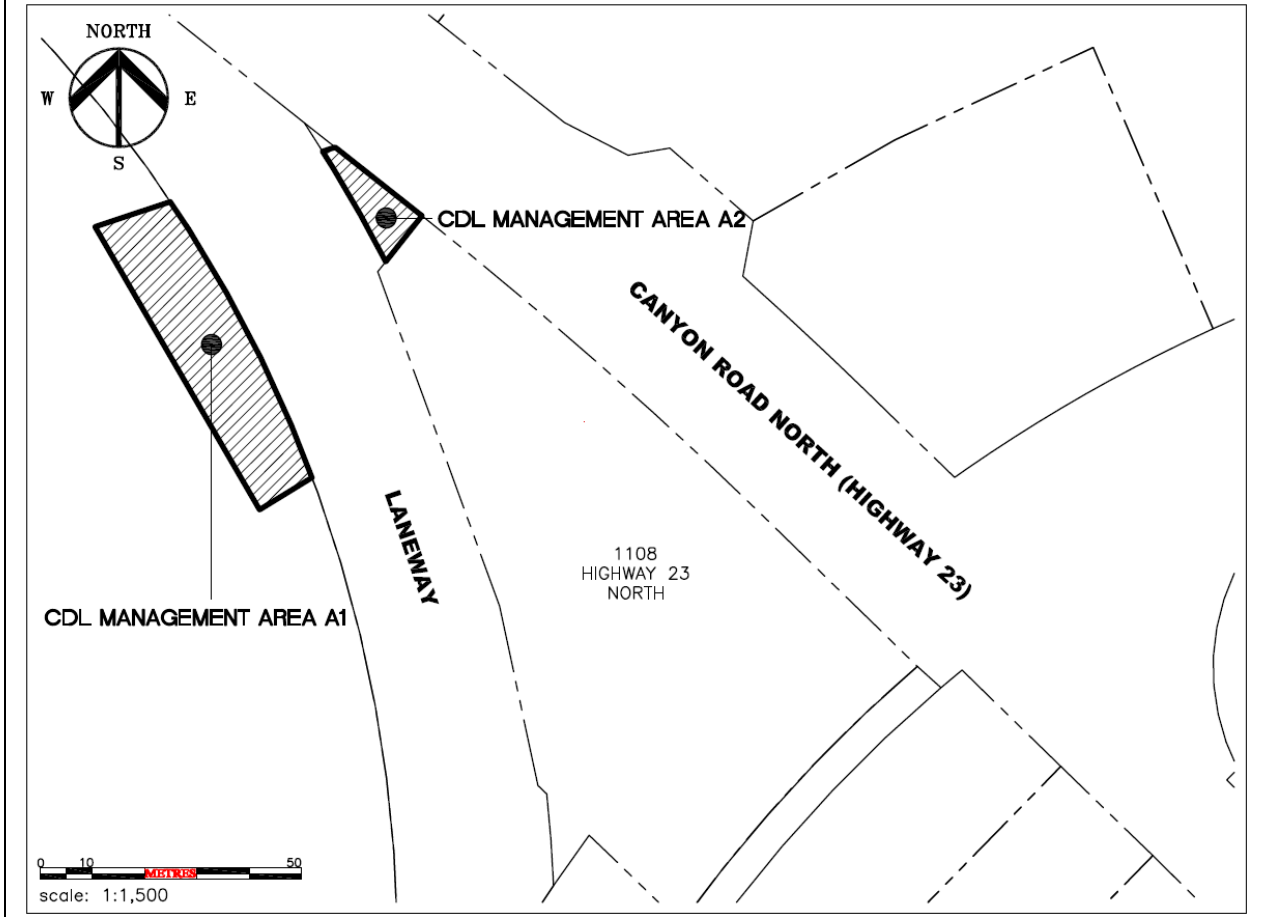 NORTH
W E
S
CDL MANAGEMENT AREA A2
CANYON ROAD NORTH (HIGHWAY 23)
LANEWAY
1108
HIGHWAY 23
NORTH
CDL MANAGEMENT AREA A1
0 10 50
METRES
scale: 1:1,500